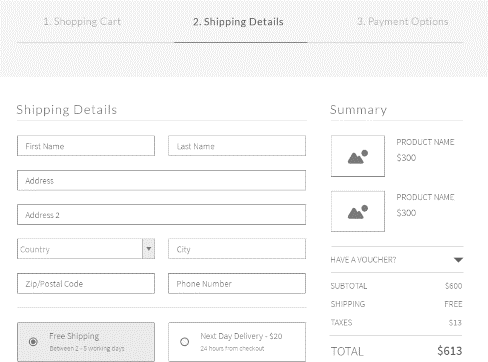 1. Shopping Cart
2. Shipping Details
3. Payment Options
Shipping Details
First Name
Last Name
Address
Address 2
Country
City
Zip/Postal Code
Phone Number
Free Shipping
Between 2 - 5 working days
Next Day Delivery - $20
24 hours from checkout
Summary
PRODUCT NAME
$300
PRODUCT NAME
$300
HAVE A VOUCHER?
SUBTOTAL $600
SHIPPING FREE
TAXES $13
TOTAL $613